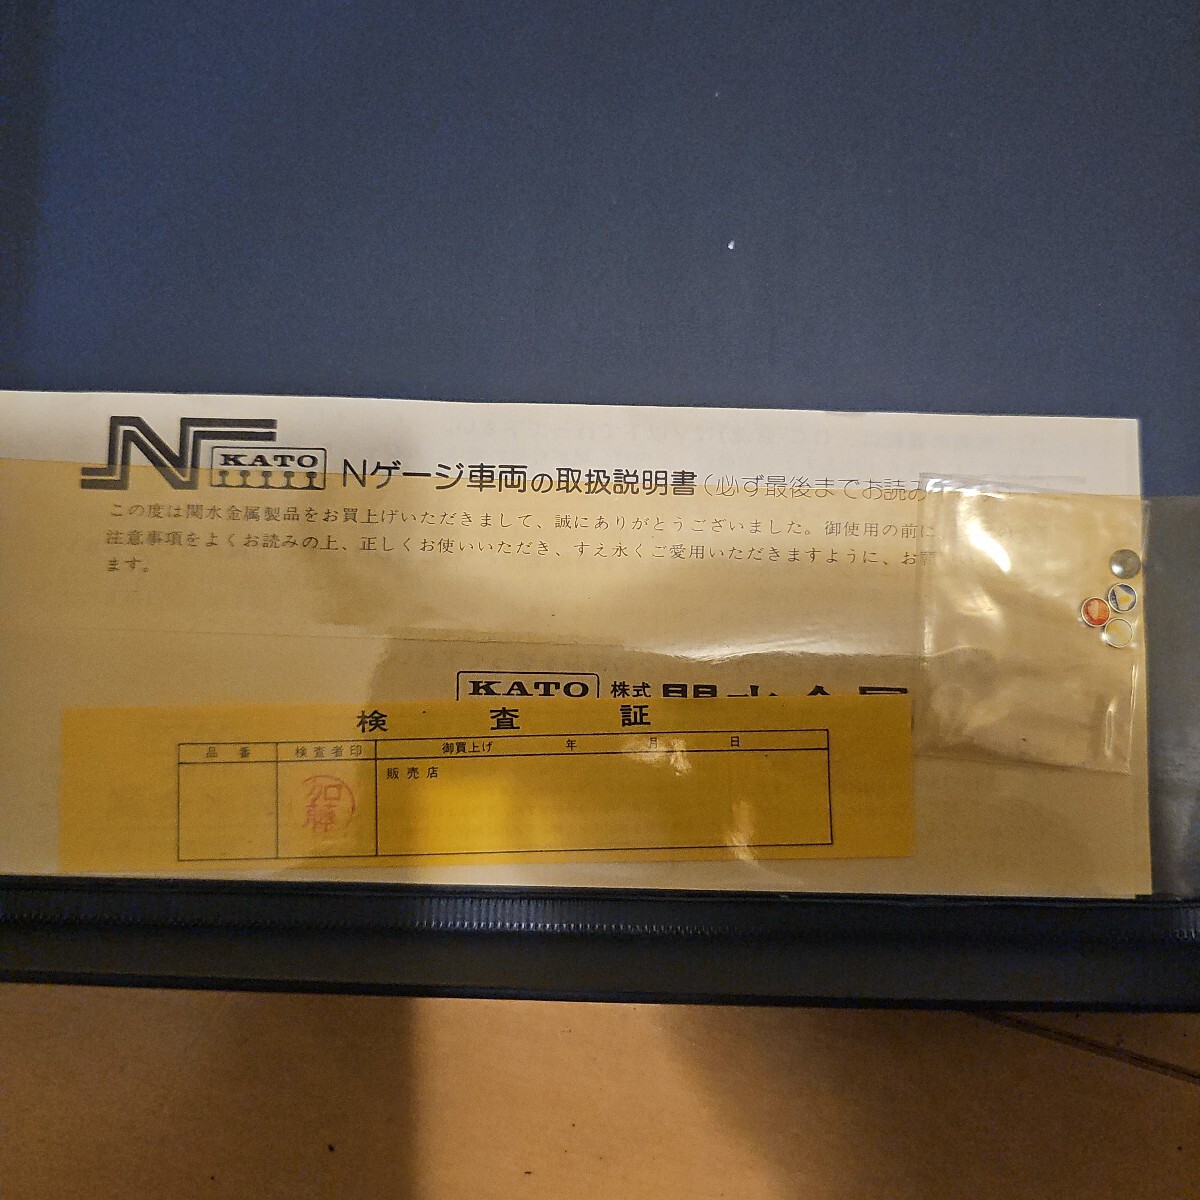 N KATO Nゲージ車両の取扱説明書(必ず最後までお読み
この度は関水金属製品をお買上げいただきまして、誠にありがとうございました。御使用の前に、
注意事項をよくお読みの上、正しくお使いいただき、すえ永くご愛用いただきますように、お
ます。
KATO 株式
検査証
品番 検査者印 御買上げ 年 月 日
加藤 販売店